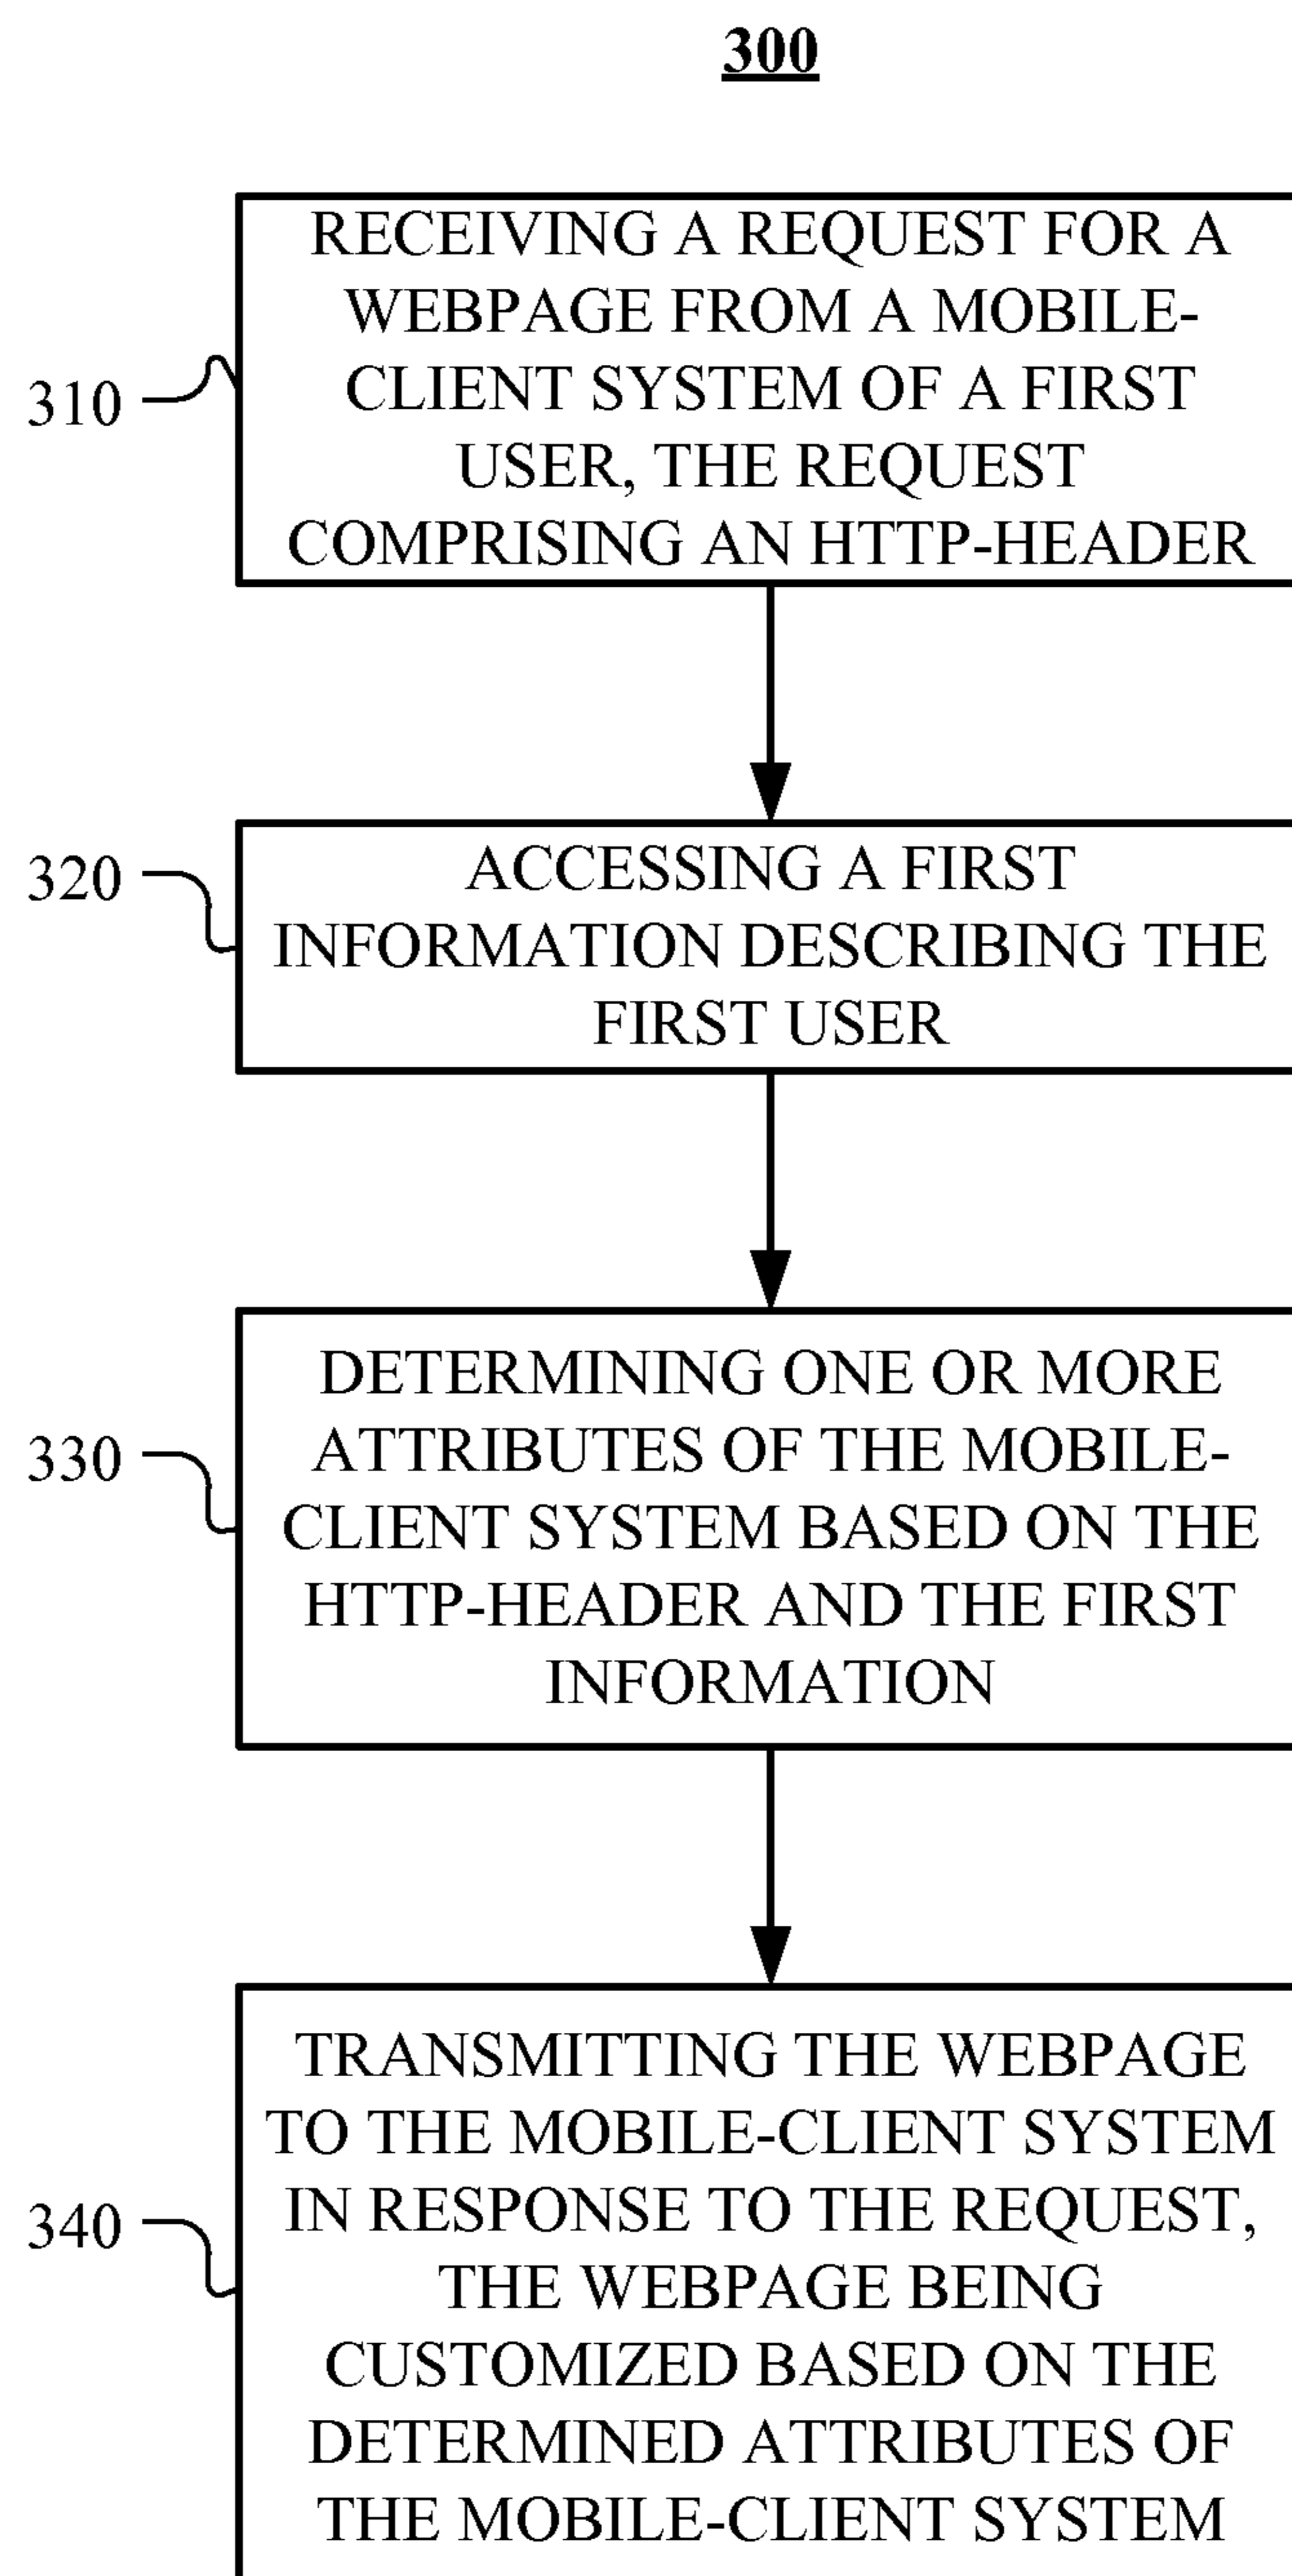 300
RECEIVING A REQUEST FOR A
WEBPAGE FROM A MOBILE-
CLIENT SYSTEM OF A FIRST
USER, THE REQUEST
COMPRISING AN HTTP-HEADER
310
320
ACCESSING A FIRST
INFORMATION DESCRIBING THE
FIRST USER
DETERMINING ONE OR MORE
ATTRIBUTES OF THE MOBILE-
CLIENT SYSTEM BASED ON THE
HTTP-HEADER AND THE FIRST
INFORMATION
330
TRANSMITTING THE WEBPAGE
TO THE MOBILE-CLIENT SYSTEM
IN RESPONSE TO THE REQUEST,
THE WEBPAGE BEING
CUSTOMIZED BASED ON THE
DETERMINED ATTRIBUTES OF
THE MOBILE-CLIENT SYSTEM
340